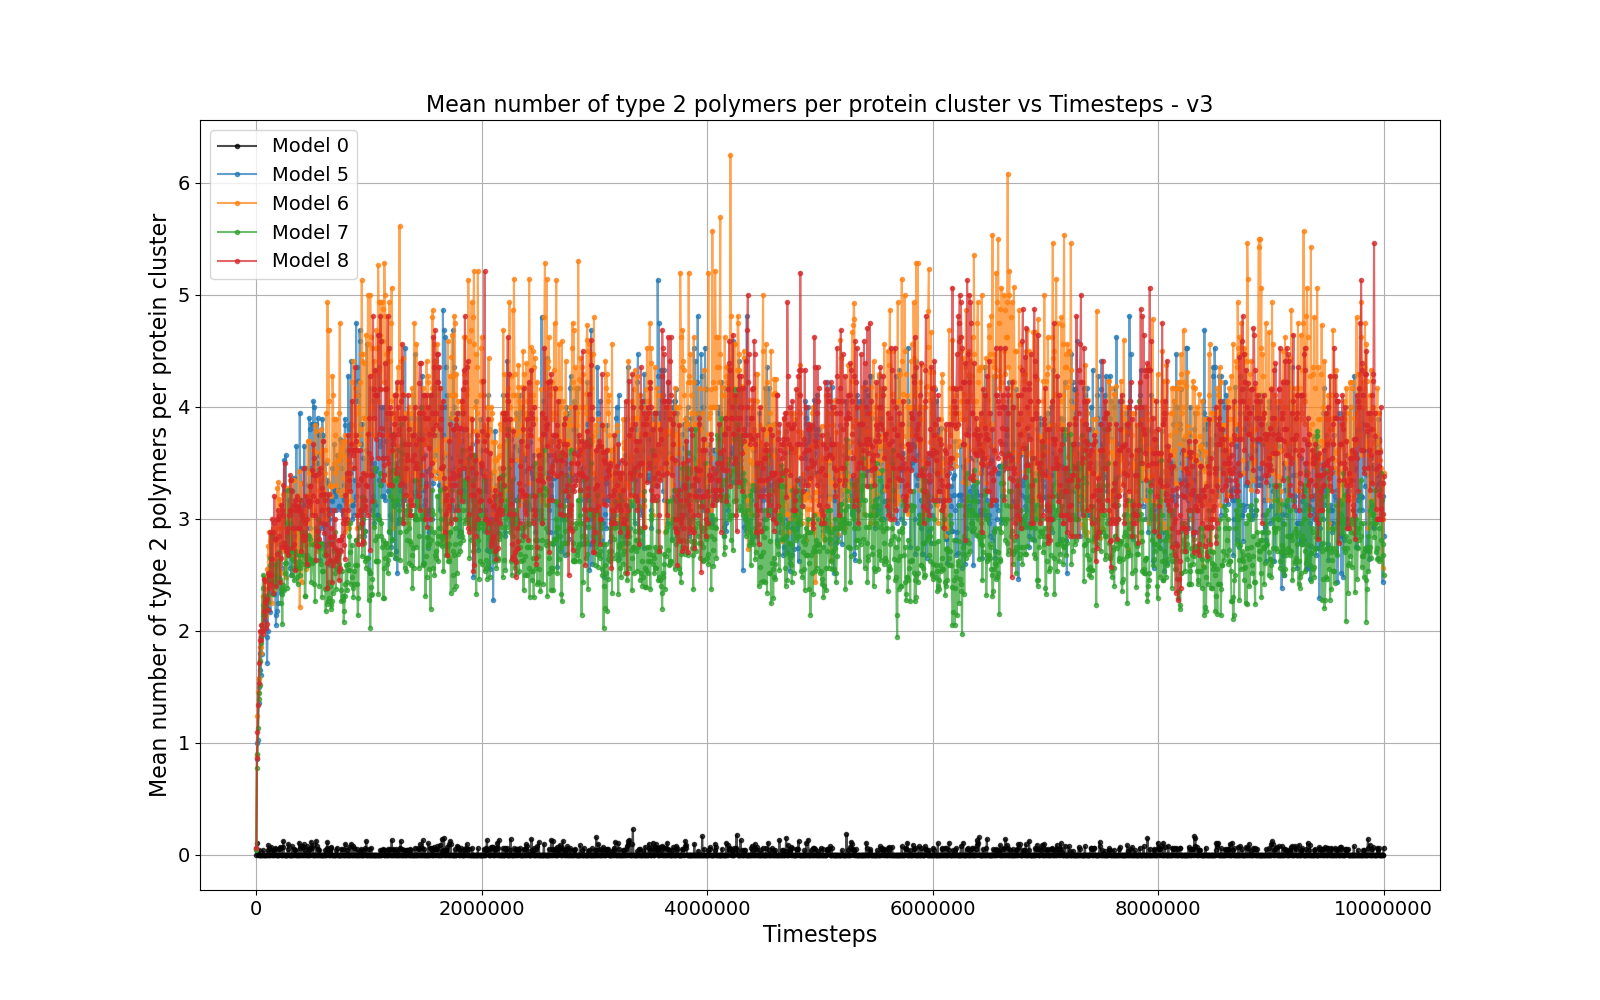 Mean number of type 2 polymers per protein cluster vs Timesteps - v3
Model 0
Model 5
Model 6
Model 7
Model 8
Mean number of type 2 polymers per protein cluster
6
5
4
3
2
1
0
0 2000000 4000000 6000000 8000000 10000000
Timesteps